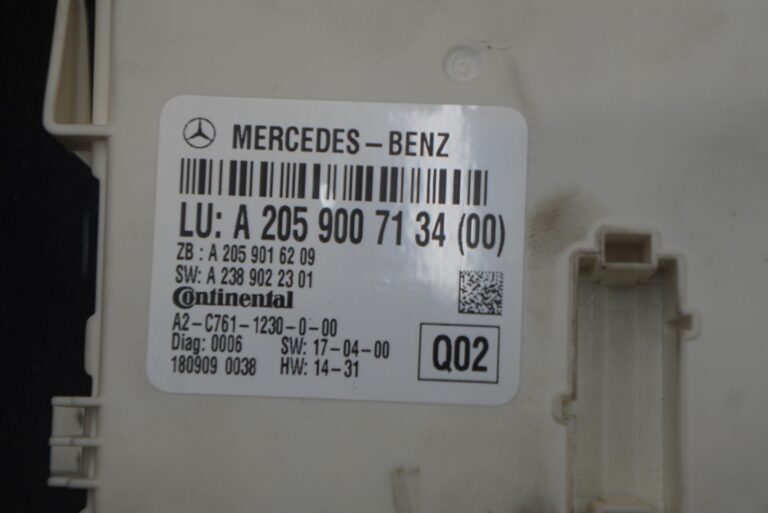 MERCEDES-BENZ
LU: A 205 900 71 34 (00)
ZB : A 205 901 62 09
SW: A 238 902 23 01
Continental
A2-C761-1230-0-00
Diag: 0006 SW: 17-04-00
180909 0038 HW: 14-31
Q02